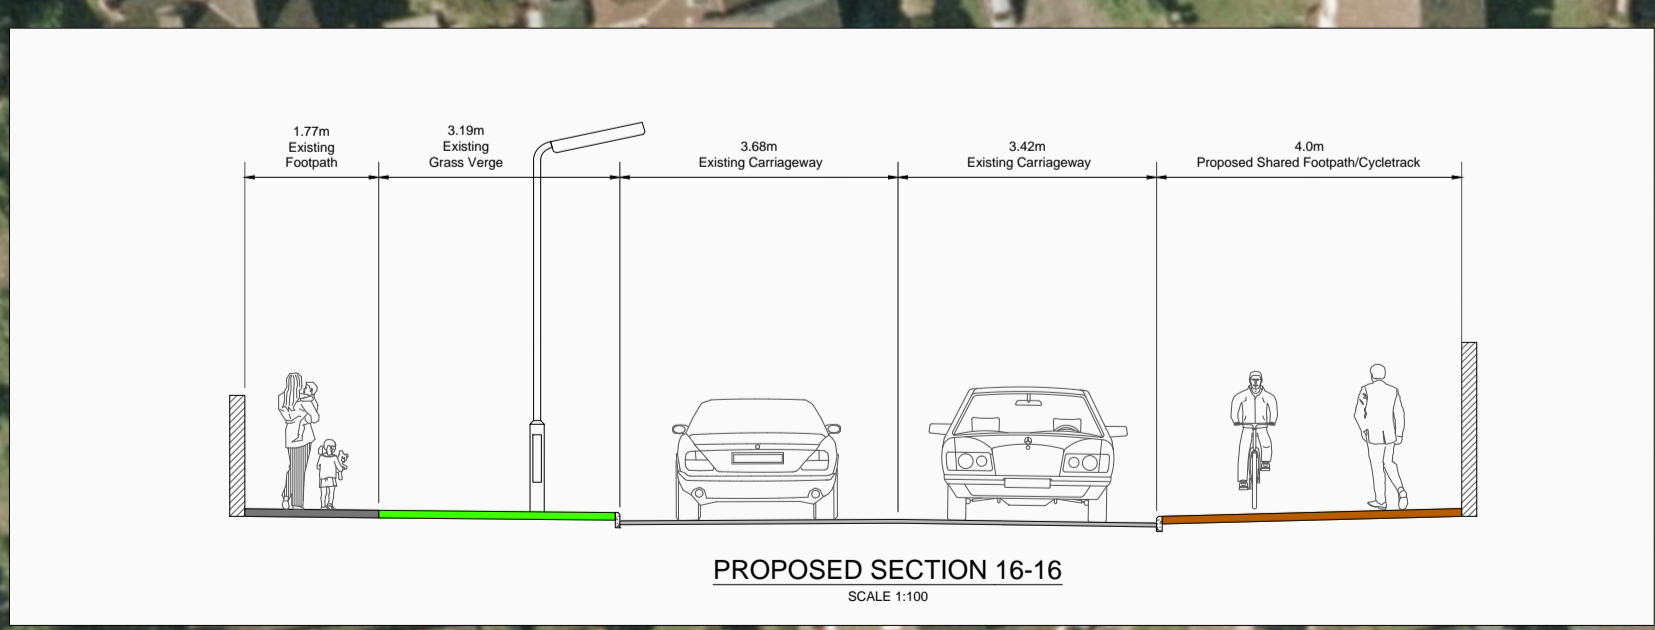 1.77m
Existing
Footpath
3.19m
Existing
Grass Verge
3.68m
Existing Carriageway
3.42m
Existing Carriageway
4.0m
Proposed Shared Footpath/Cycletrack
PROPOSED SECTION 16-16
SCALE 1:100